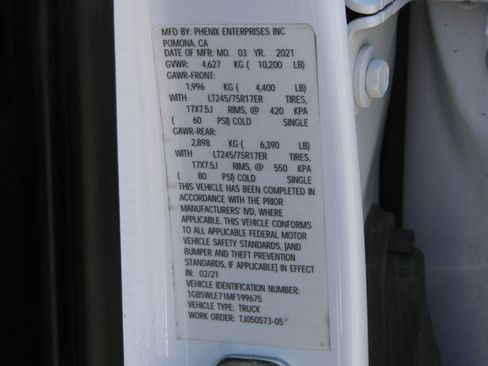 MFD BY: PHENIX ENTERPRISES INC
POMONA, CA
DATE OF MFR: MO. 03 YR. 2021
GVWR: 4,627 KG ( 10,200 LB)
GAWR-FRONT:
1,996 KG ( 4,400 LB)
WITH LT245/75R17ER TIRES,
17X7.5J RIMS, @ 420 KPA
( 60 PSI) COLD SINGLE
GAWR-REAR:
2,898 KG ( 6,390 LB)
WITH LT245/75R17ER TIRES,
17X7.5J RIMS, @ 550 KPA
( 80 PSI) COLD SINGLE
THIS VEHICLE HAS BEEN COMPLETED IN
ACCORDANCE WITH THE PRIOR
MANUFACTURERS' IVD, WHERE
APPLICABLE. THIS VEHICLE CONFORMS
TO ALL APPLICABLE FEDERAL MOTOR
VEHICLE SAFETY STANDARDS, [AND
BUMPER AND THEFT PREVENTION
STANDARDS, IF APPLICABLE] IN EFFECT
IN: 02/21
VEHICLE IDENTIFICATION NUMBER:
1GB5WLE71MF199675
VEHICLE TYPE: TRUCK
WORK ORDER: TJ050573-05